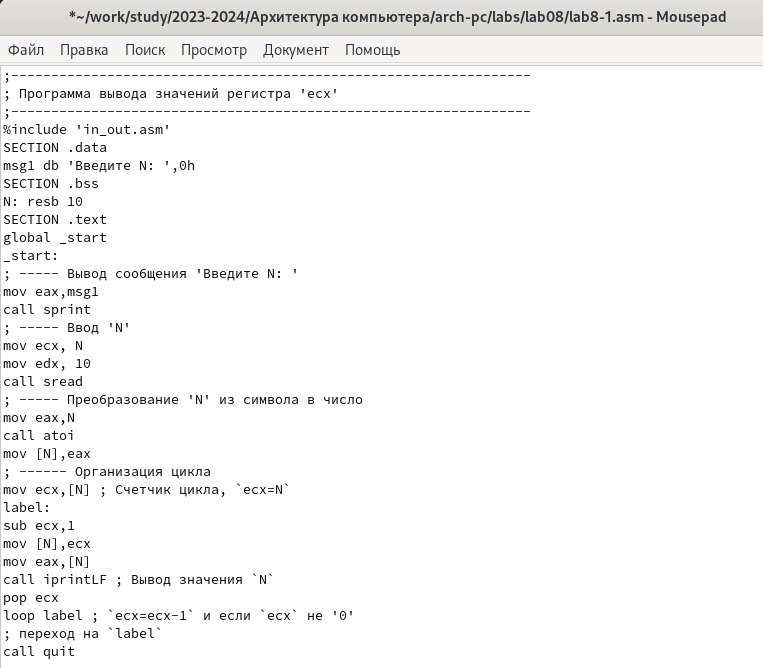 *~/work/study/2023-2024/Архитектура компьютера/arch-pc/labs/lab08/lab8-1.asm - Mousepad
Файл Правка Поиск Просмотр Документ Помощь
;-----------------------------------------------------------------
; Программа вывода значений регистра 'ecx'
;-----------------------------------------------------------------
%include 'in_out.asm'
SECTION .data
msg1 db 'Введите N: ',0h
SECTION .bss
N: resb 10
SECTION .text
global _start
_start:
; ----- Вывод сообщения 'Введите N: '
mov eax,msg1
call sprint
; ----- Ввод 'N'
mov ecx, N
mov edx, 10
call sread
; ----- Преобразование 'N' из символа в число
mov eax,N
call atoi
mov [N],eax
; ------ Организация цикла
mov ecx,[N] ; Счетчик цикла, `ecx=N`
label:
sub ecx,1
mov [N],ecx
mov eax,[N]
call iprintLF ; Вывод значения `N`
pop ecx
loop label ; `ecx=ecx-1` и если `ecx` не '0'
; переход на `label`
call quit